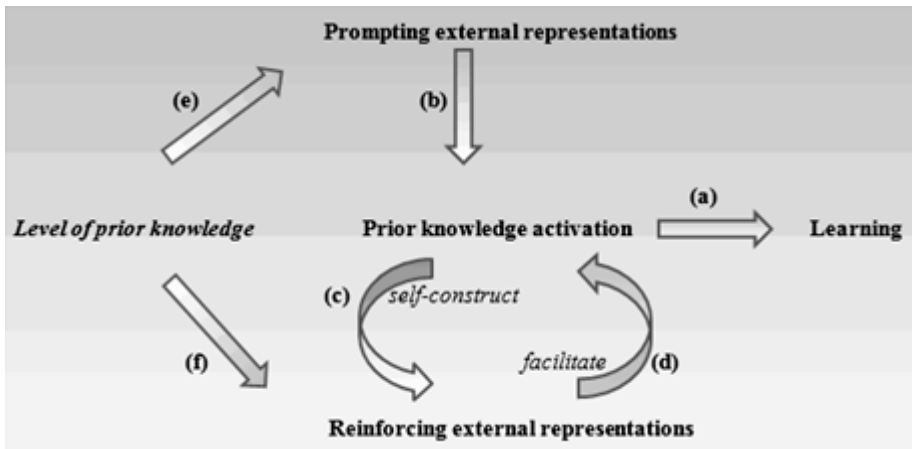 Prompting external representations
(e)
(b)
(a)
Level of prior knowledge
Prior knowledge activation
Learning
(c)
self-construct
(f)
facilitate
(d)
Reinforcing external representations